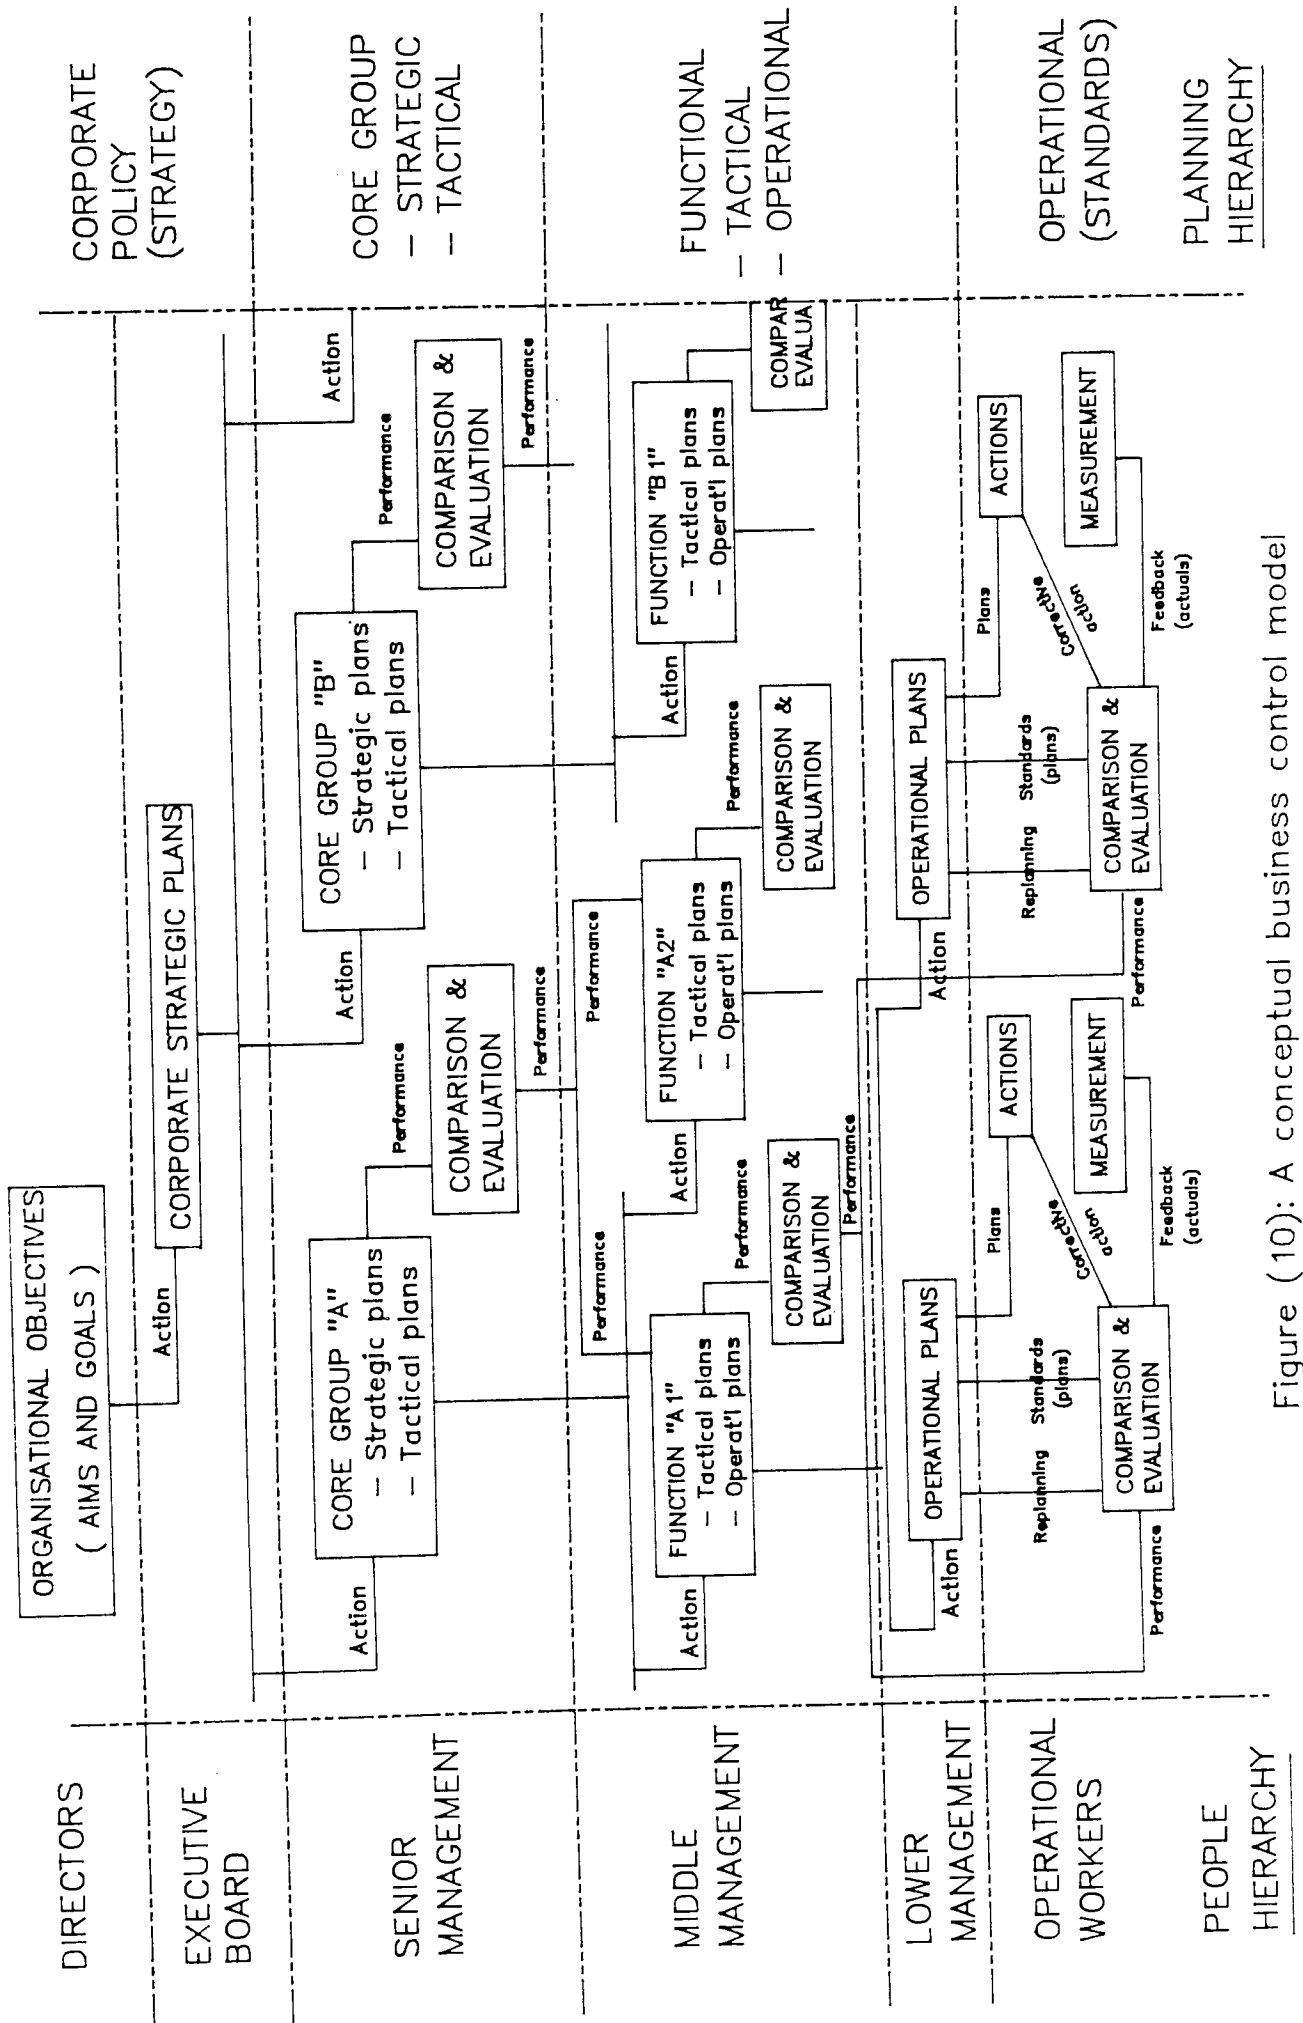 DIRECTORS
ORGANISATIONAL OBJECTIVES
( AIMS AND GOALS )
CORPORATE
POLICY
(STRATEGY)
EXECUTIVE
BOARD
Action
CORPORATE STRATEGIC PLANS
SENIOR
MANAGEMENT
Action
CORE GROUP "A"
- Strategic plans
- Tactical plans
Performance
COMPARISON &
EVALUATION
Performance
Action
CORE GROUP "B"
- Strategic plans
- Tactical plans
Performance
COMPARISON &
EVALUATION
Performance
Action
CORE GROUP
- STRATEGIC
- TACTICAL
MIDDLE
MANAGEMENT
Action
Performance
FUNCTION "A1"
- Tactical plans
- Operat'l plans
Performance
COMPARISON &
EVALUATION
Performance
Action
Performance
FUNCTION "A2"
- Tactical plans
- Operat'l plans
Performance
COMPARISON &
EVALUATION
Action
FUNCTION "B1"
- Tactical plans
- Operat'l plans
COMPAR
EVALUA
FUNCTIONAL
- TACTICAL
- OPERATIONAL
LOWER
MANAGEMENT
Action
OPERATIONAL PLANS
Action
OPERATIONAL PLANS
OPERATIONAL
WORKERS
Performance
Replanning
Standards
(plans)
Plans
COMPARISON &
EVALUATION
Corrective
action
ACTIONS
MEASUREMENT
Feedback
(actuals)
Performance
Replanning
Standards
(plans)
Plans
COMPARISON &
EVALUATION
Corrective
action
ACTIONS
MEASUREMENT
Feedback
(actuals)
OPERATIONAL
(STANDARDS)
PEOPLE
HIERARCHY
PLANNING
HIERARCHY
Figure (10): A conceptual business control model